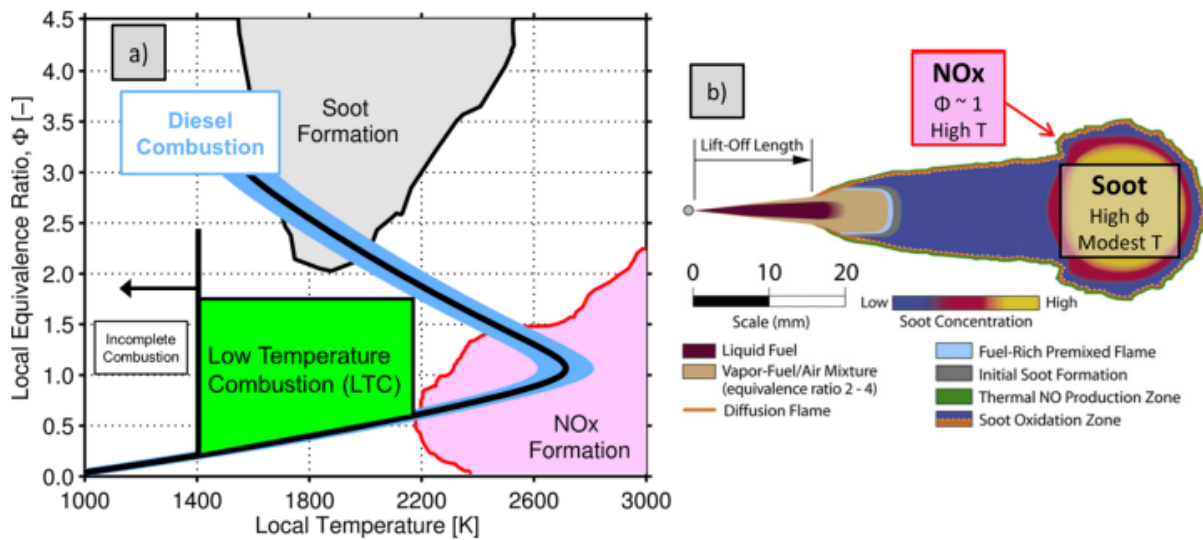 a)
4.5
4.0
3.5
3.0
2.5
2.0
1.5
1.0
0.5
0.0
Local Equivalence Ratio, Φ [-]
Soot
Formation
Diesel
Combustion
Incomplete
Combustion
Low Temperature
Combustion (LTC)
NOx
Formation
1000
1400
1800
2200
2600
3000
Local Temperature [K]
b)
NOx
Φ ~ 1
High T
Lift-Off Length
Soot
High ϕ
Modest T
0
10
20
Scale (mm)
Low
High
Soot Concentration
Liquid Fuel
Vapor-Fuel/Air Mixture
(equivalence ratio 2 - 4)
Diffusion Flame
Fuel-Rich Premixed Flame
Initial Soot Formation
Thermal NO Production Zone
Soot Oxidation Zone